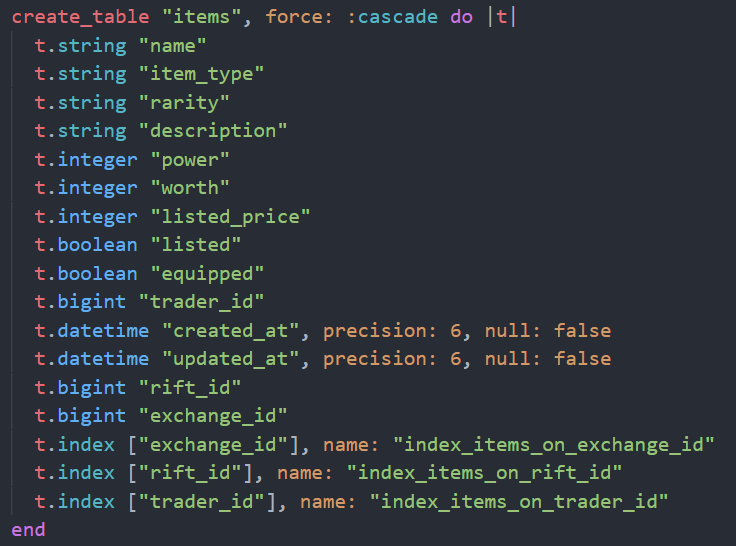 create_table "items", force: :cascade do |t|
  t.string "name"
  t.string "item_type"
  t.string "rarity"
  t.string "description"
  t.integer "power"
  t.integer "worth"
  t.integer "listed_price"
  t.boolean "listed"
  t.boolean "equipped"
  t.bigint "trader_id"
  t.datetime "created_at", precision: 6, null: false
  t.datetime "updated_at", precision: 6, null: false
  t.bigint "rift_id"
  t.bigint "exchange_id"
  t.index ["exchange_id"], name: "index_items_on_exchange_id"
  t.index ["rift_id"], name: "index_items_on_rift_id"
  t.index ["trader_id"], name: "index_items_on_trader_id"
end